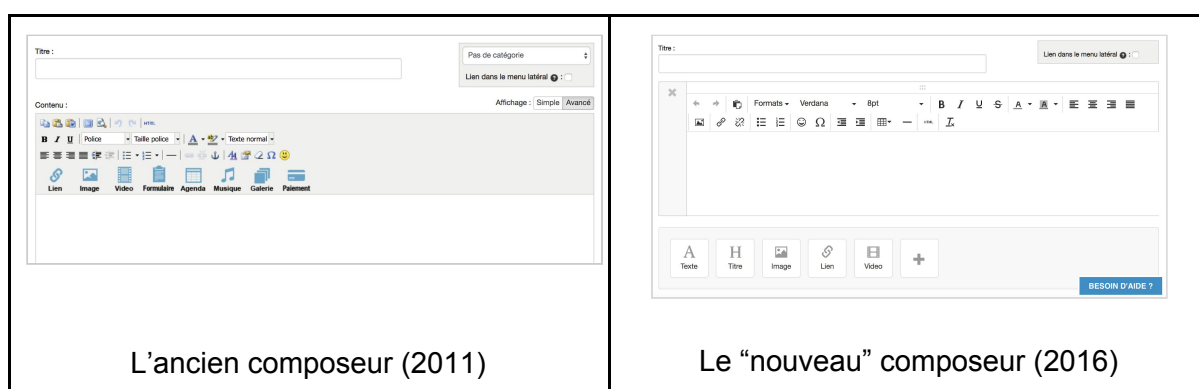 Titre :
Pas de catégorie
Lien dans le menu latéral ? :
Contenu :
Affichage : Simple Avancé
HTML
B I U Police Taille police A Texte normal
Lien Image Video Formulaire Agenda Musique Galerie Paiement
L'ancien composeur (2011)
Titre :
Lien dans le menu latéral ? :
Formats Verdana 8pt B I U S A A
Ω HTML
A H
Texte Titre Image Lien Video +
BESOIN D'AIDE ?
Le “nouveau” composeur (2016)